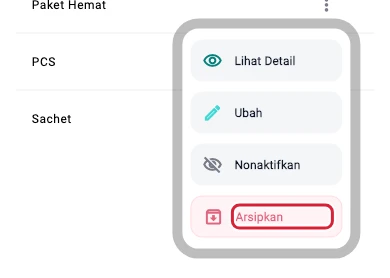 Paket Hemat
PCS
Lihat Detail
Ubah
Sachet
Nonaktifkan
Arsipkan